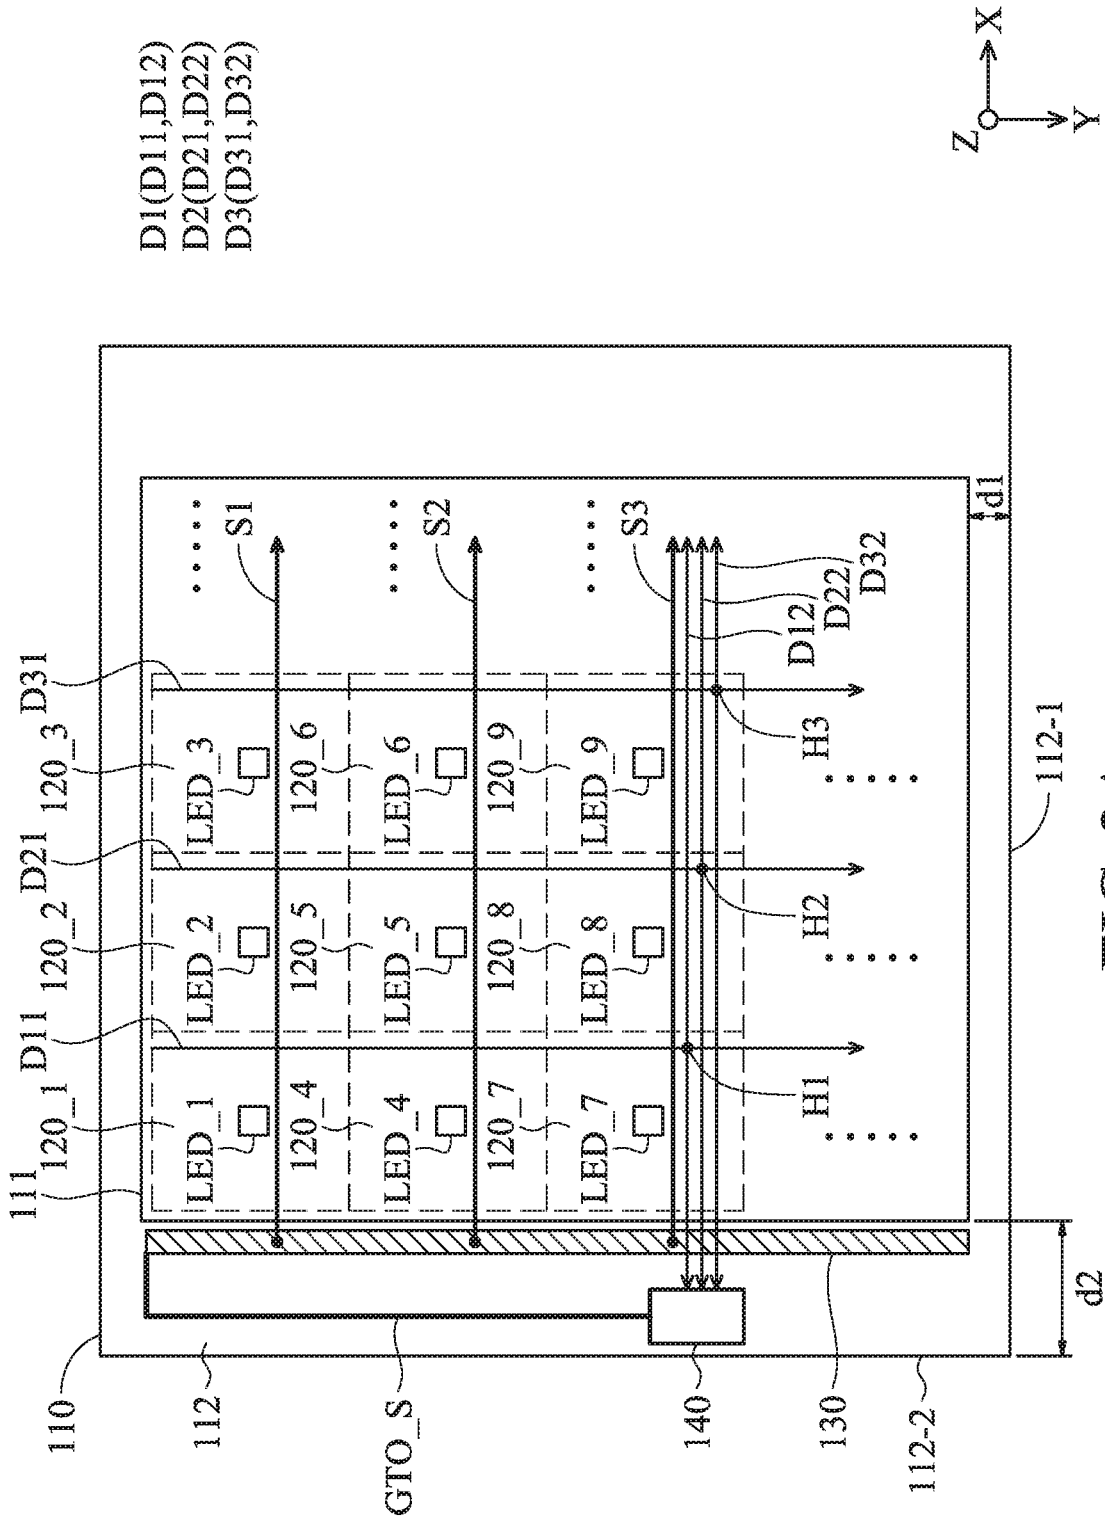 D1(D11,D12)
D2(D21,D22)
D3(D31,D32)
X
Y
Z
110
111
120_1
D11
120_2
D21
120_3
D31
112
LED_1
LED_2
LED_3
S1
120_4
120_5
120_6
GTO_S
LED_4
LED_5
LED_6
S2
120_7
120_8
120_9
LED_7
LED_8
LED_9
S3
140
H1
H2
H3
D12
D22
D32
130
d1
112-2
112-1
d2